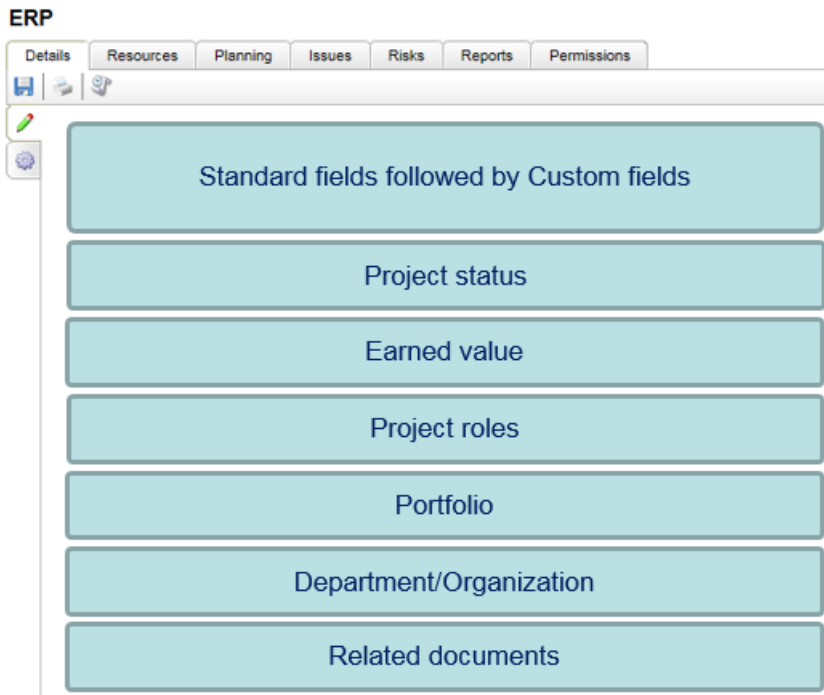 ERP
Details Resources Planning Issues Risks Reports Permissions
Standard fields followed by Custom fields
Project status
Earned value
Project roles
Portfolio
Department/Organization
Related documents